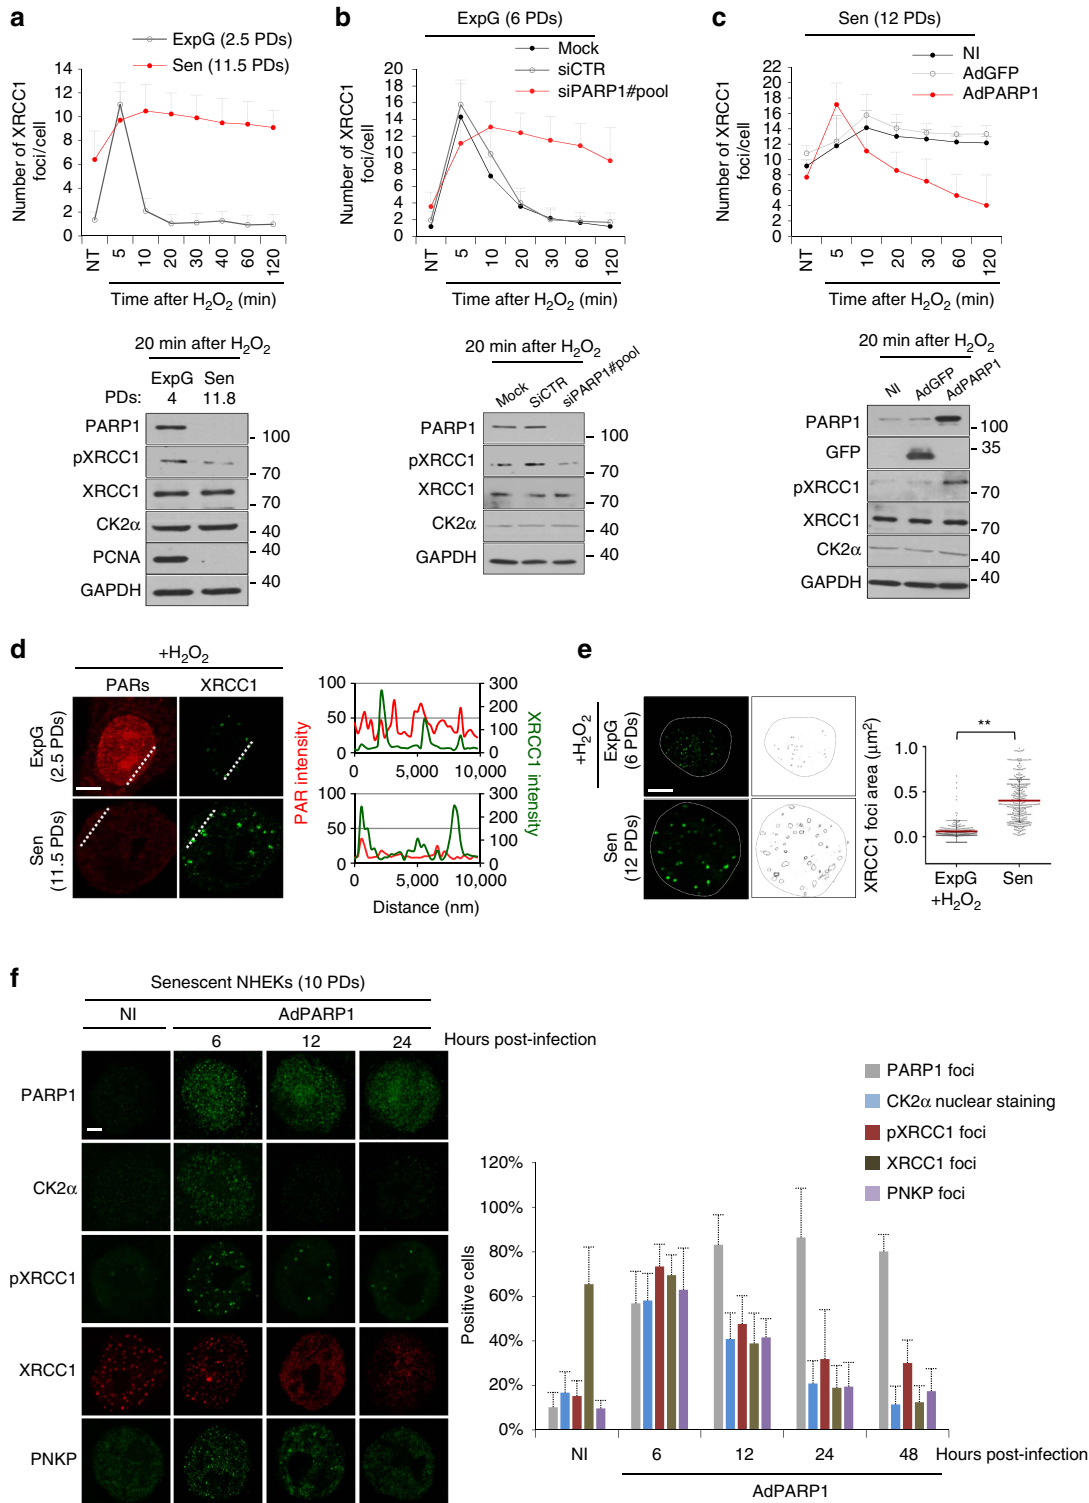 a
ExpG (2.5 PDs)
Sen (11.5 PDs)
Number of XRCC1
foci/cell
14
12
10
8
6
4
2
0
NT
5
10
20
30
40
60
120
Time after H₂O₂ (min)
20 min after H₂O₂
ExpG Sen
PDs: 4 11.8
PARP1
100
pXRCC1
70
XRCC1
70
CK2α
40
PCNA
40
GAPDH
40
b
ExpG (6 PDs)
Mock
siCTR
siPARP1#pool
Number of XRCC1
foci/cell
20
18
16
14
12
10
8
6
4
2
0
NT
5
10
20
30
60
120
Time after H₂O₂ (min)
20 min after H₂O₂
Mock
SiCTR
siPARP1#pool
PARP1
100
pXRCC1
70
XRCC1
70
CK2α
40
GAPDH
40
c
Sen (12 PDs)
NI
AdGFP
AdPARP1
Number of XRCC1
foci/cell
22
20
18
16
14
12
10
8
6
4
2
0
NT
5
10
20
30
60
120
Time after H₂O₂ (min)
20 min after H₂O₂
NI
AdGFP
AdPARP1
PARP1
100
GFP
35
pXRCC1
70
XRCC1
70
CK2α
40
GAPDH
40
d
+H₂O₂
PARs XRCC1
ExpG
(2.5 PDs)
Sen
(11.5 PDs)
PAR intensity
XRCC1 intensity
100
50
0
300
200
100
0
0 5,000 10,000
100
50
0
300
200
100
0
0 5,000 10,000
Distance (nm)
e
+H₂O₂
ExpG
(6 PDs)
Sen
(12 PDs)
XRCC1 foci area (μm²)
1.0
0.5
0.0
**
ExpG
+H₂O₂
Sen
f
Senescent NHEKs (10 PDs)
NI AdPARP1
6 12 24 Hours post-infection
PARP1
CK2α
pXRCC1
XRCC1
PNKP
PARP1 foci
CK2α nuclear staining
pXRCC1 foci
XRCC1 foci
PNKP foci
Positive cells
120%
100%
80%
60%
40%
20%
0%
NI 6 12 24 48 Hours post-infection
AdPARP1